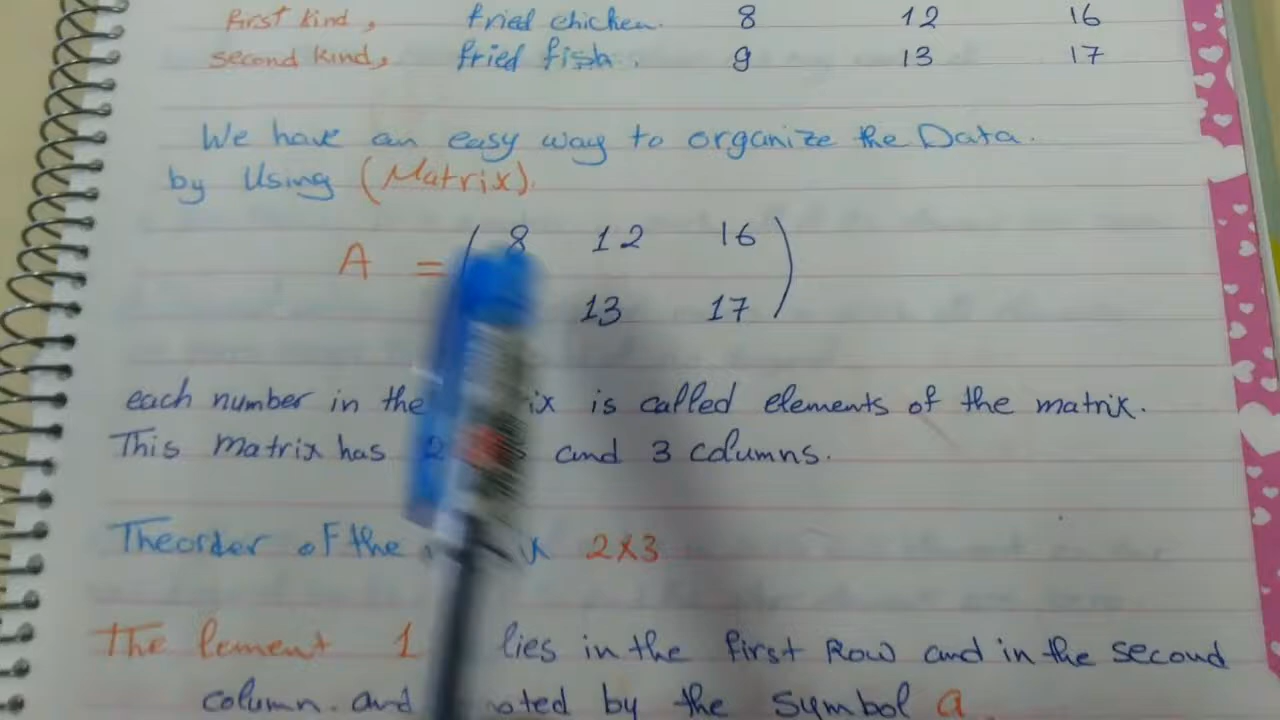 First kind, fried chicken. 8 12 16
second kind, fried fish. 9 13 17
We have an easy way to organize the Data.
by Using (Matrix).
A = ( 8 12 16 )
13 17
each number in the is called elements of the matrix.
This Matrix has 2 and 3 columns.
The order of the 2x3
The lement 1 lies in the first Row and in the second
column. and by the symbol a